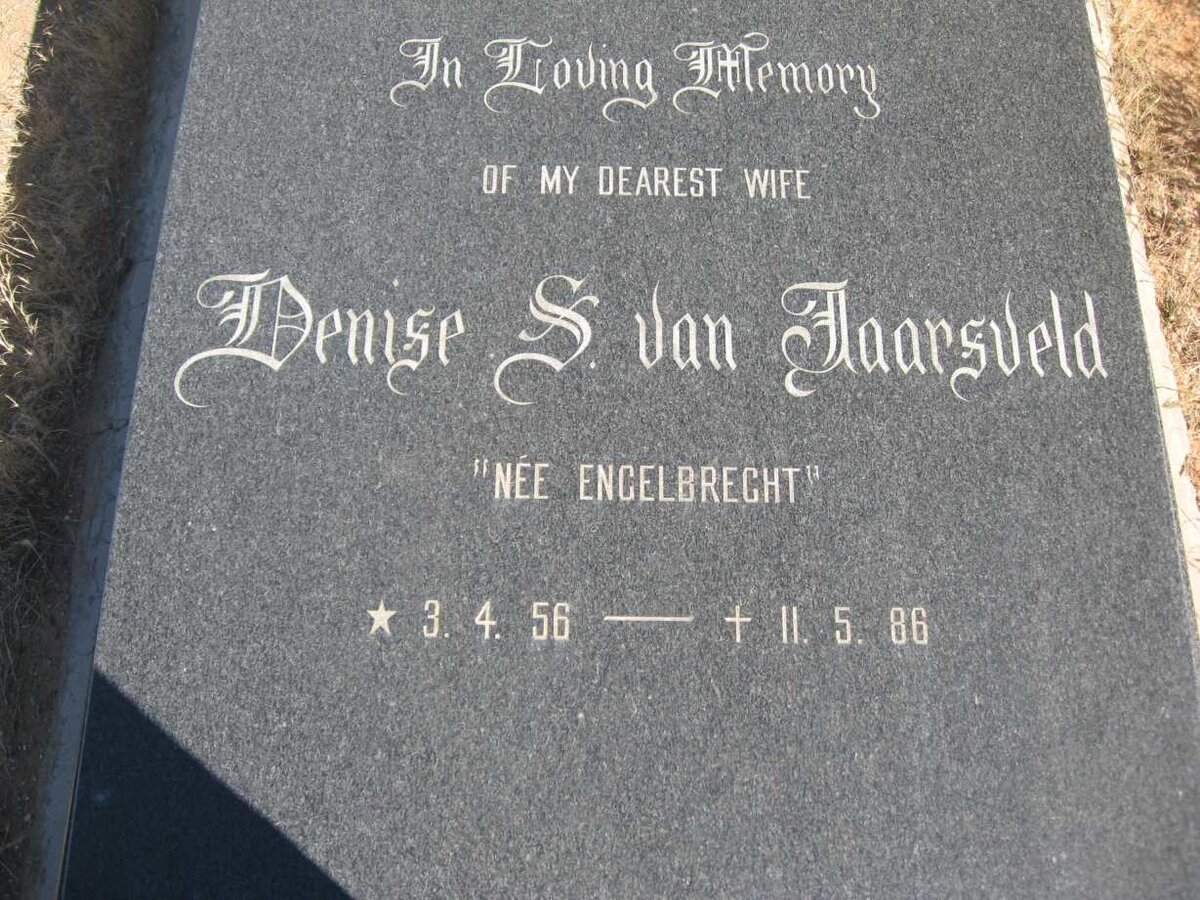 In Loving Memory
OF MY DEAREST WIFE
Denise S. van Jaarsveld
"NÉE ENGELBRECHT"
★ 3. 4. 56 — † 11. 5. 86